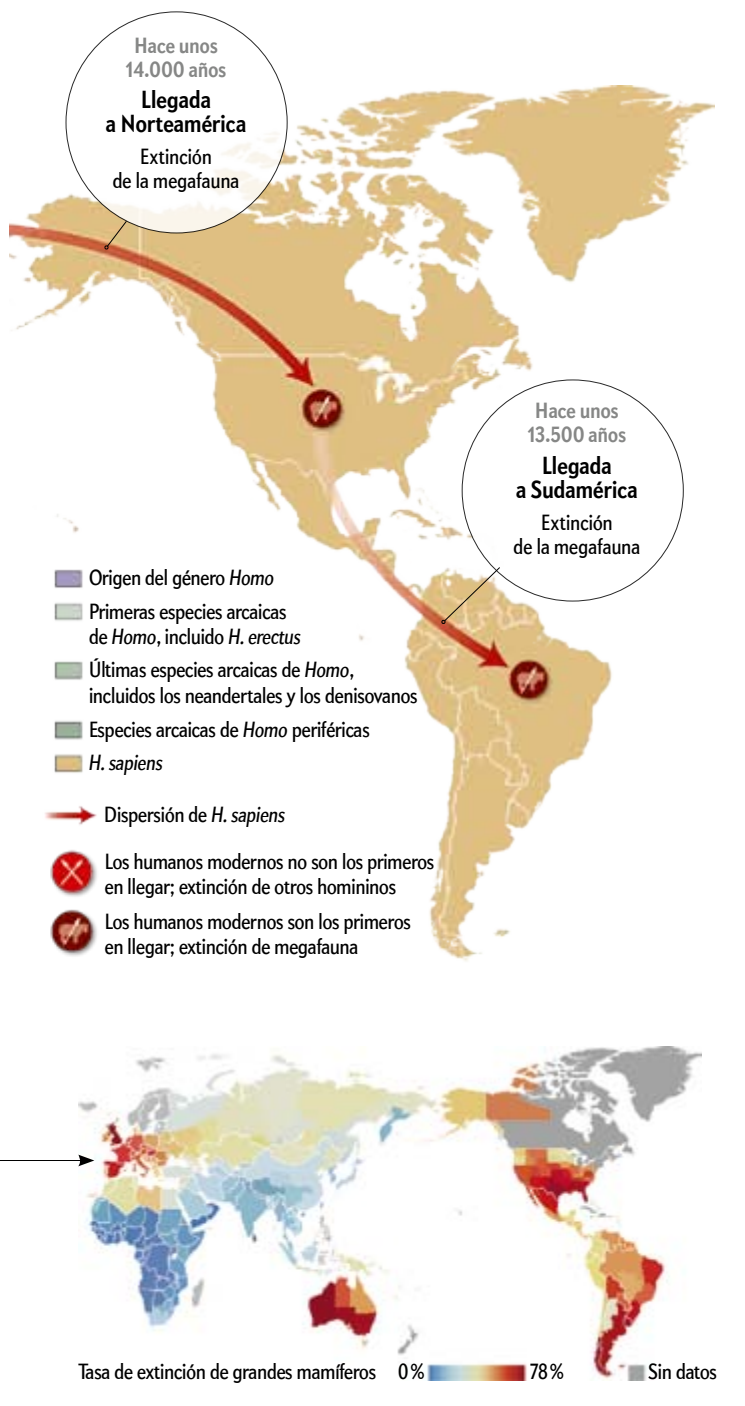 Hace unos
14.000 años
Llegada
a Norteamérica
Extinción
de la megafauna
Hace unos
13.500 años
Llegada
a Sudamérica
Extinción
de la megafauna
Origen del género Homo
Primeras especies arcaicas
de Homo, incluido H. erectus
Últimas especies arcaicas de Homo,
incluidos los neandertales y los denisovanos
Especies arcaicas de Homo periféricas
H. sapiens
Dispersión de H. sapiens
Los humanos modernos no son los primeros
en llegar; extinción de otros homininos
Los humanos modernos son los primeros
en llegar; extinción de megafauna
Tasa de extinción de grandes mamíferos 0% 78% Sin datos